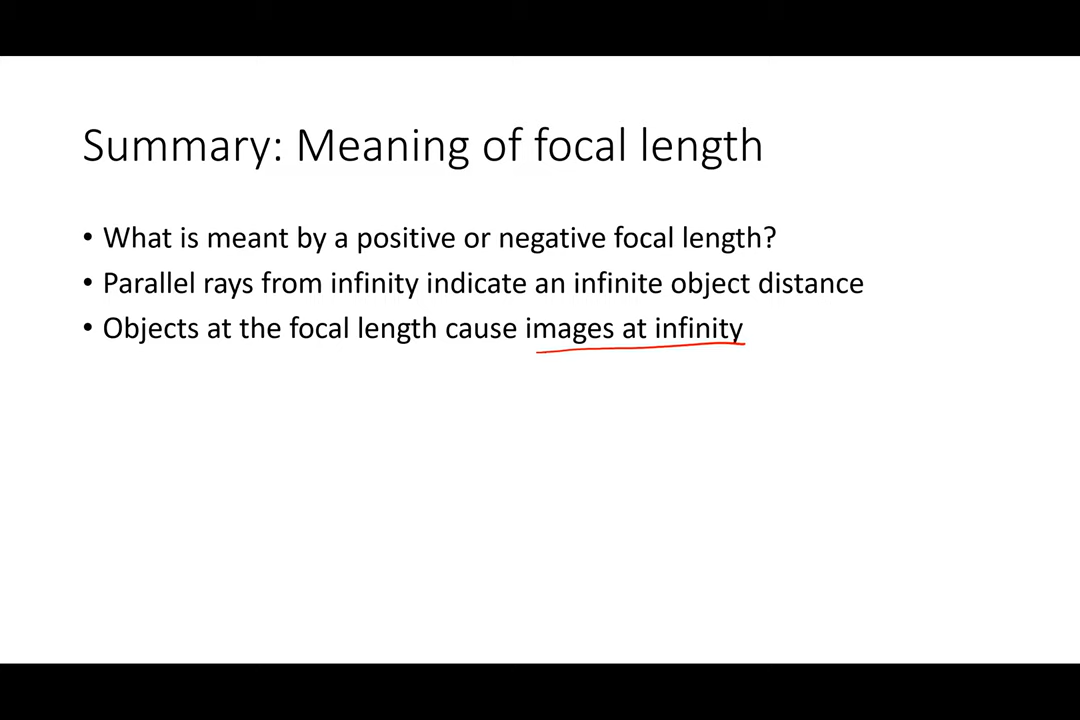 Summary: Meaning of focal length
• What is meant by a positive or negative focal length?
• Parallel rays from infinity indicate an infinite object distance
• Objects at the focal length cause images at infinity